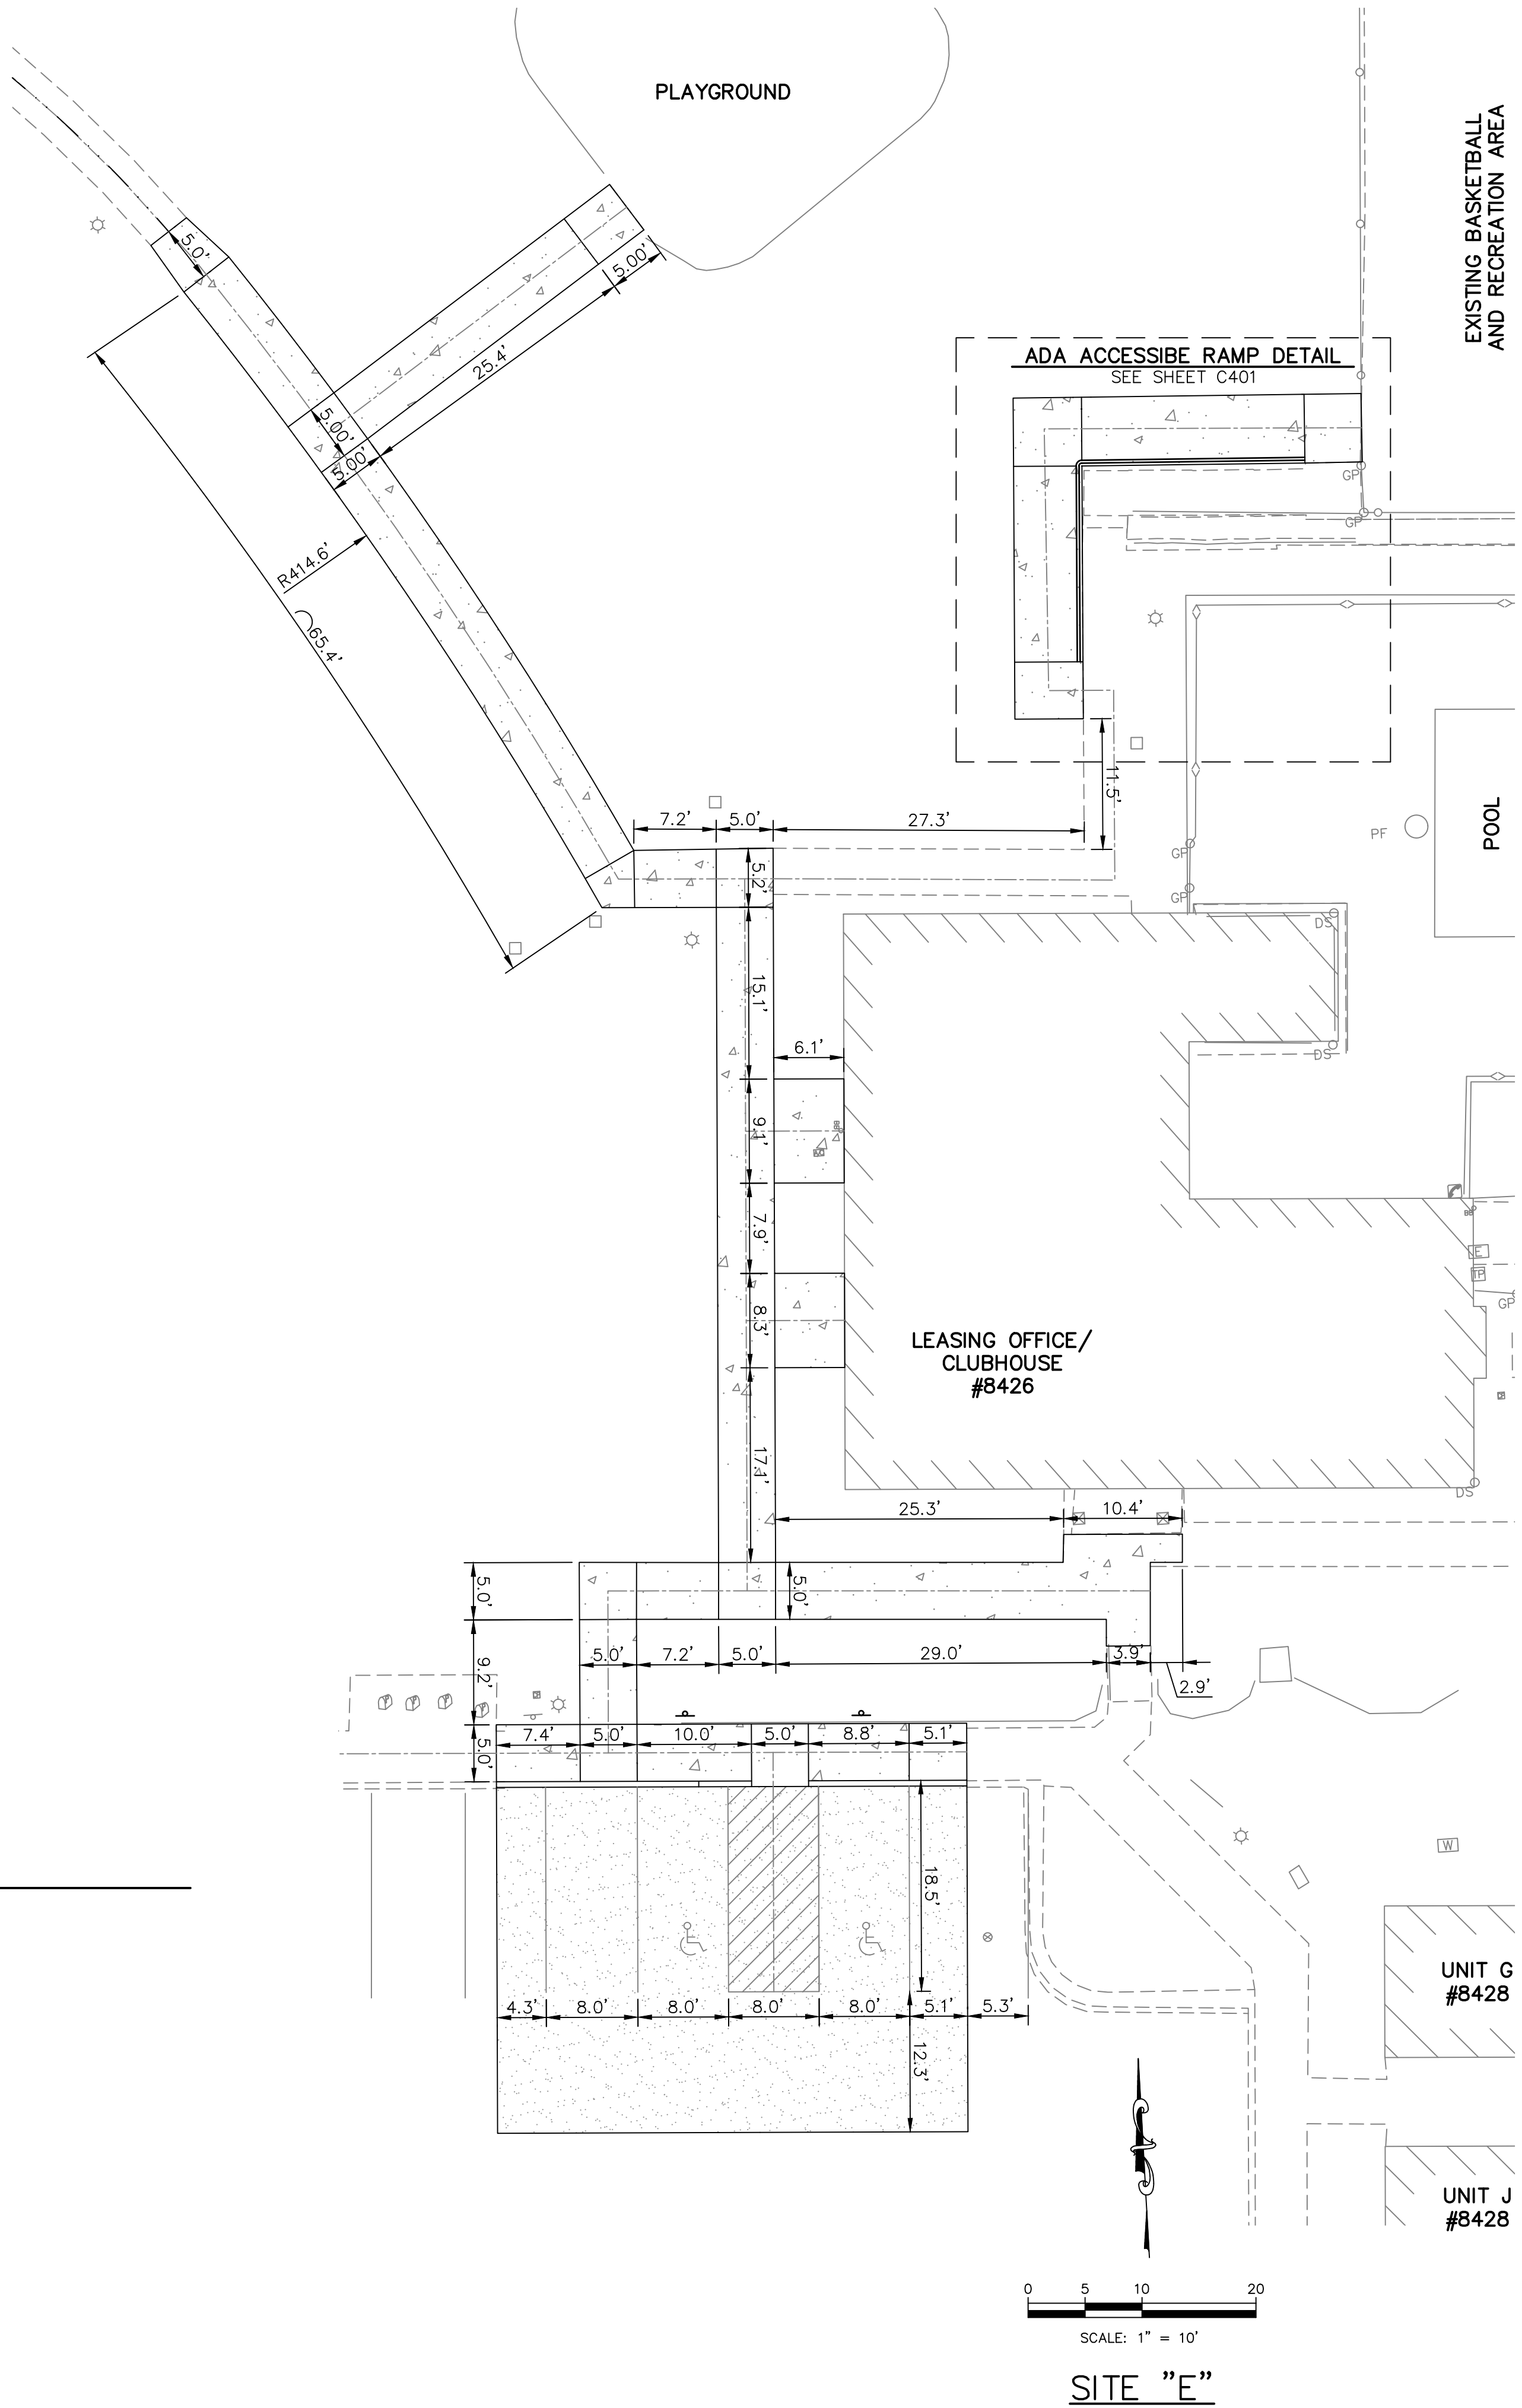 PLAYGROUND
EXISTING BASKETBALL
AND RECREATION AREA
5.0'
5.00'
25.4'
ADA ACCESSIBE RAMP DETAIL
SEE SHEET C401
5.00'
5.00'
GP
GP
R414.6'
65.4'
11.5'
POOL
PF
7.2'
5.0'
27.3'
GP
5.2'
GP
DS
15.1'
6.1'
DS
9.1'
7.9'
E
TP
GP
8.3'
LEASING OFFICE/
CLUBHOUSE
#8426
17.1'
DS
25.3'
10.4'
5.0'
5.0'
5.0'
7.2'
5.0'
29.0'
3.9'
2.9'
9.2'
7.4'
5.0'
10.0'
5.0'
8.8'
5.1'
5.0'
W
18.5'
UNIT G
#8428
4.3'
8.0'
8.0'
8.0'
8.0'
5.1'
5.3'
12.3'
UNIT J
#8428
0 5 10 20
SCALE: 1" = 10'
SITE "E"